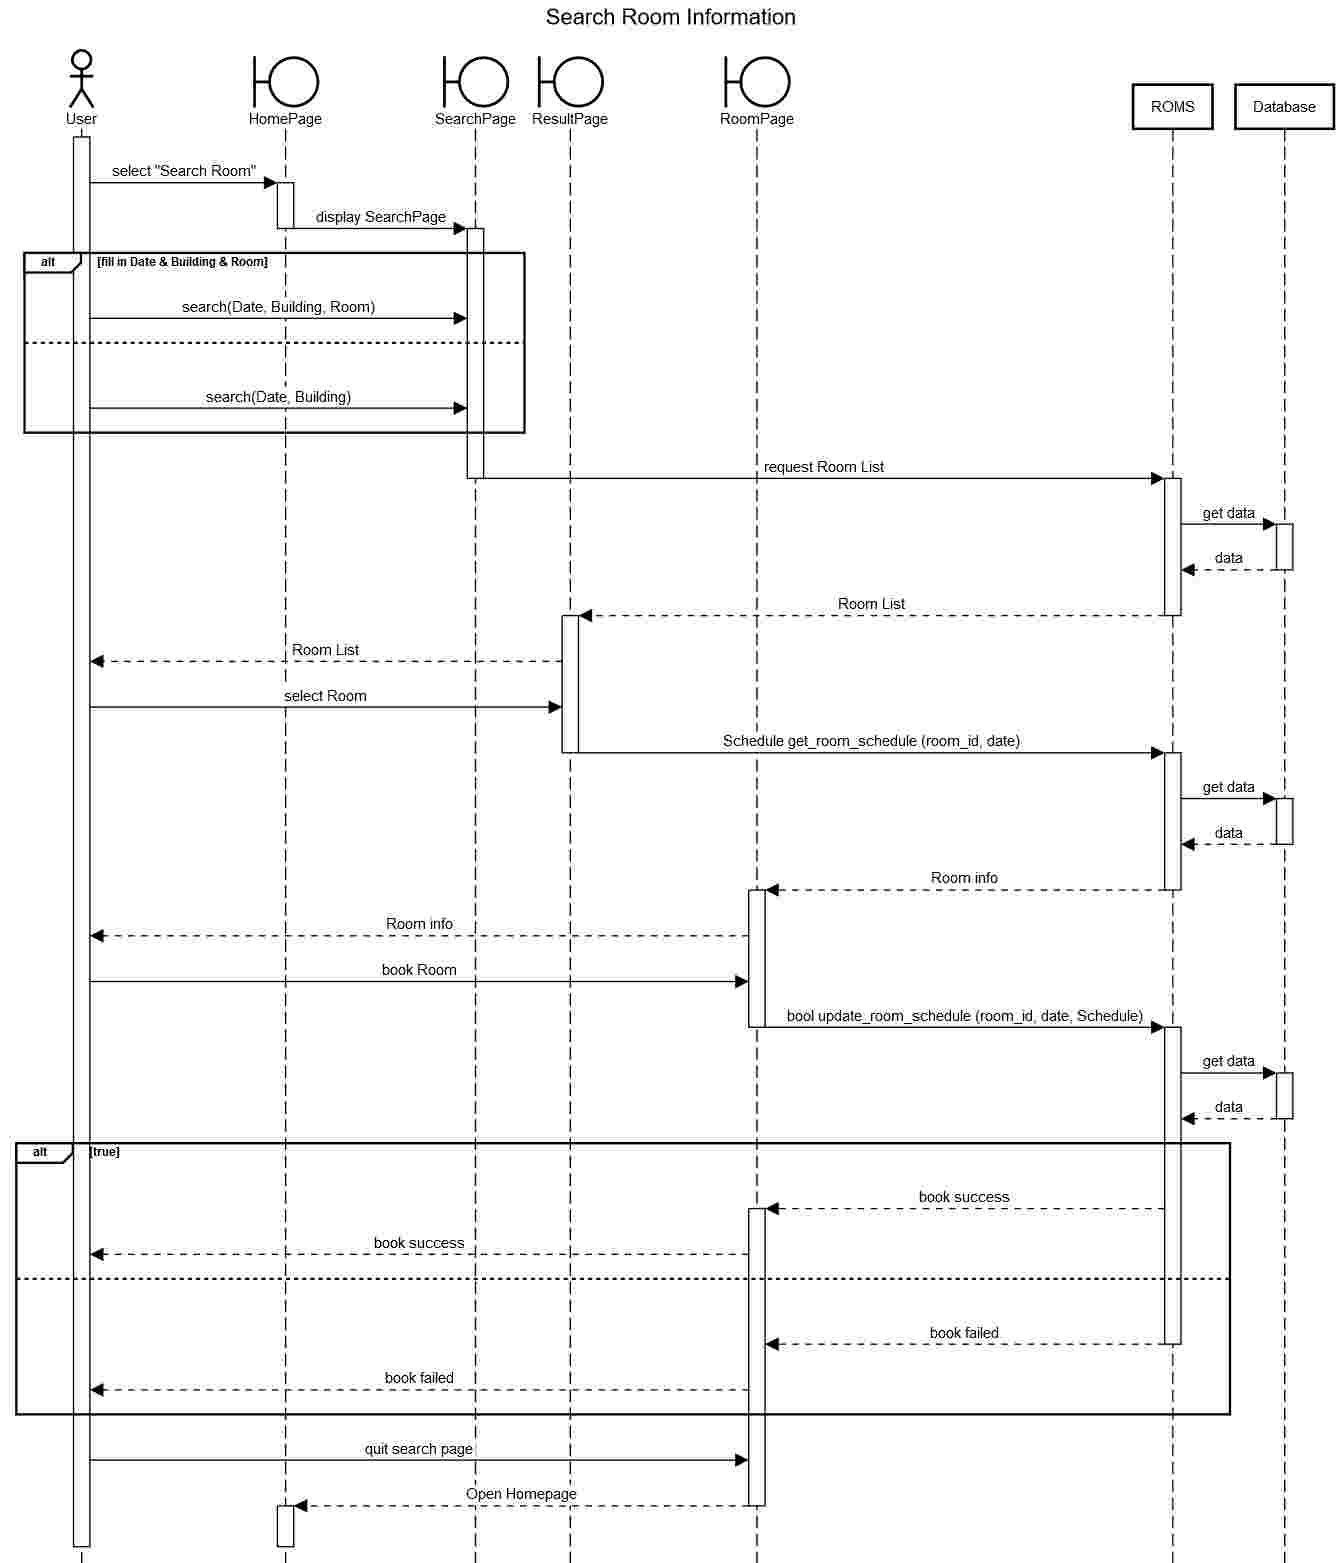 Search Room Information
User
HomePage
SearchPage
ResultPage
RoomPage
ROMS
Database
select "Search Room"
display SearchPage
alt
[fill in Date & Building & Room]
search(Date, Building, Room)
search(Date, Building)
request Room List
get data
data
Room List
Room List
select Room
Schedule get_room_schedule (room_id, date)
get data
data
Room info
Room info
book Room
bool update_room_schedule (room_id, date, Schedule)
get data
data
alt
[true]
book success
book success
book failed
book failed
quit search page
Open Homepage